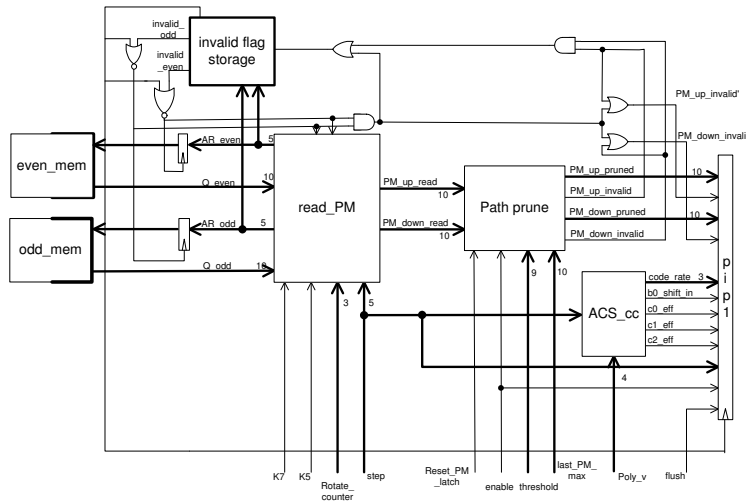 invalid_
odd
invalid
_even
invalid flag
storage
PM_up_invalid'
PM_down_invali
AR_even
5
even_mem
10
Q_even
read_PM
PM_up_read
10
PM_down_read
10
Path prune
PM_up_pruned
10
PM_up_invalid
PM_down_pruned
10
PM_down_invalid
AR_odd
5
odd_mem
Q_odd
10
3
5
9
10
ACS_cc
code_rate
3
b0_shift_in
c0_eff
c1_eff
c2_eff
4
pip1
K7
K5
Rotate_
counter
step
Reset_PM
_latch
enable
threshold
last_PM_
max
Poly_v
flush